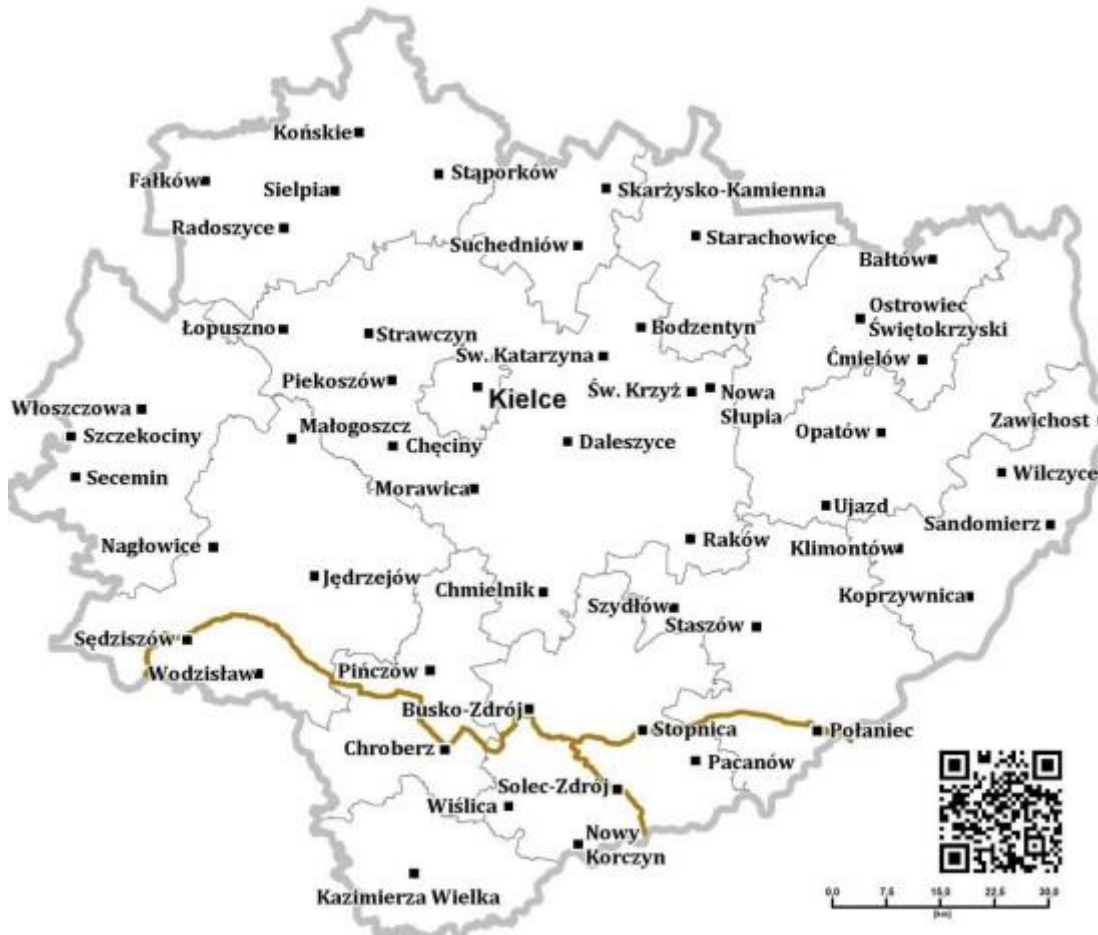 Końskie
Stąporków
Fałków
Sielpia
Skarżysko-Kamienna
Radoszyce
Suchedniów
Starachowice
Bałtów
Ostrowiec
Świętokrzyski
Łopuszno
Strawczyn
Bodzentyn
Św. Katarzyna
Ćmielów
Piekoszów
Kielce
Św. Krzyż
Nowa
Słupia
Włoszczowa
Małogoszcz
Zawichost
Szczekociny
Chęciny
Daleszyce
Opatów
Secemin
Wilczyce
Morawica
Ujazd
Sandomierz
Nagłowice
Raków
Klimontów
Jędrzejów
Chmielnik
Szydłów
Koprzywnica
Staszów
Sędziszów
Wodzisław
Pińczów
Busko-Zdrój
Stopnica
Połaniec
Chroberz
Pacanów
Solec-Zdrój
Wiślica
Nowy
Korczyn
Kazimierza Wielka
0,0 7,5 15,0 22,5 30,0
[km]